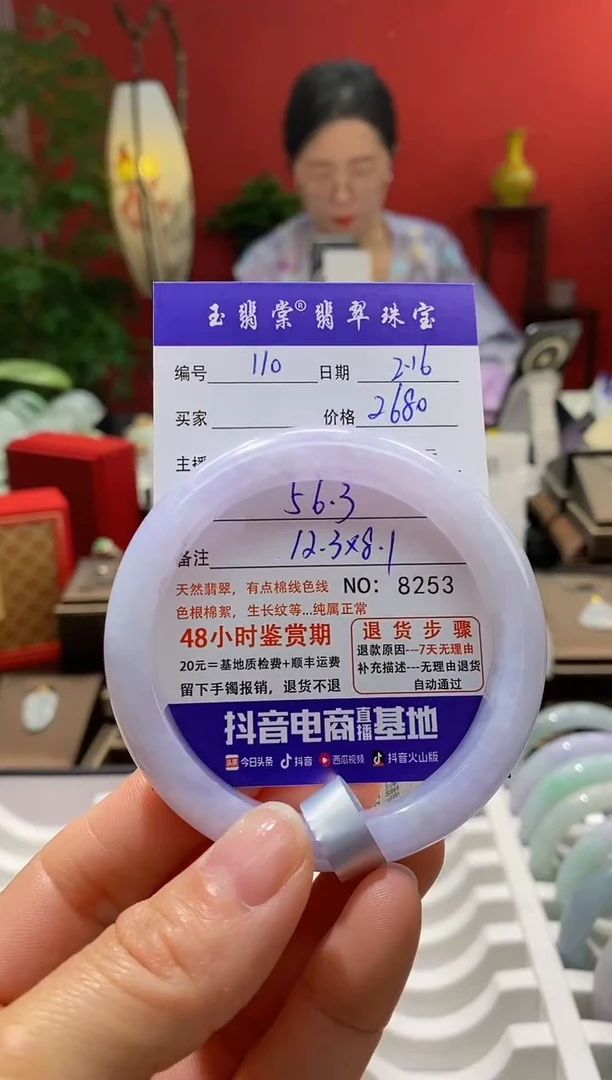 玉翡棠®翡翠珠宝
编号 110 日期 2.16
买家 价格 2680
主播
56.3
备注 12.3×8.1
天然翡翠，有点棉线色线 NO: 8253
色根棉絮，生长纹等...纯属正常
48小时鉴赏期
20元=基地质检费+顺丰运费
留下手镯报销，退货不退
退货步骤
退款原因---7天无理由
补充描述---无理由退货
自动通过
抖音电商直播基地
头条 今日头条 抖音 西瓜视频 抖音火山版